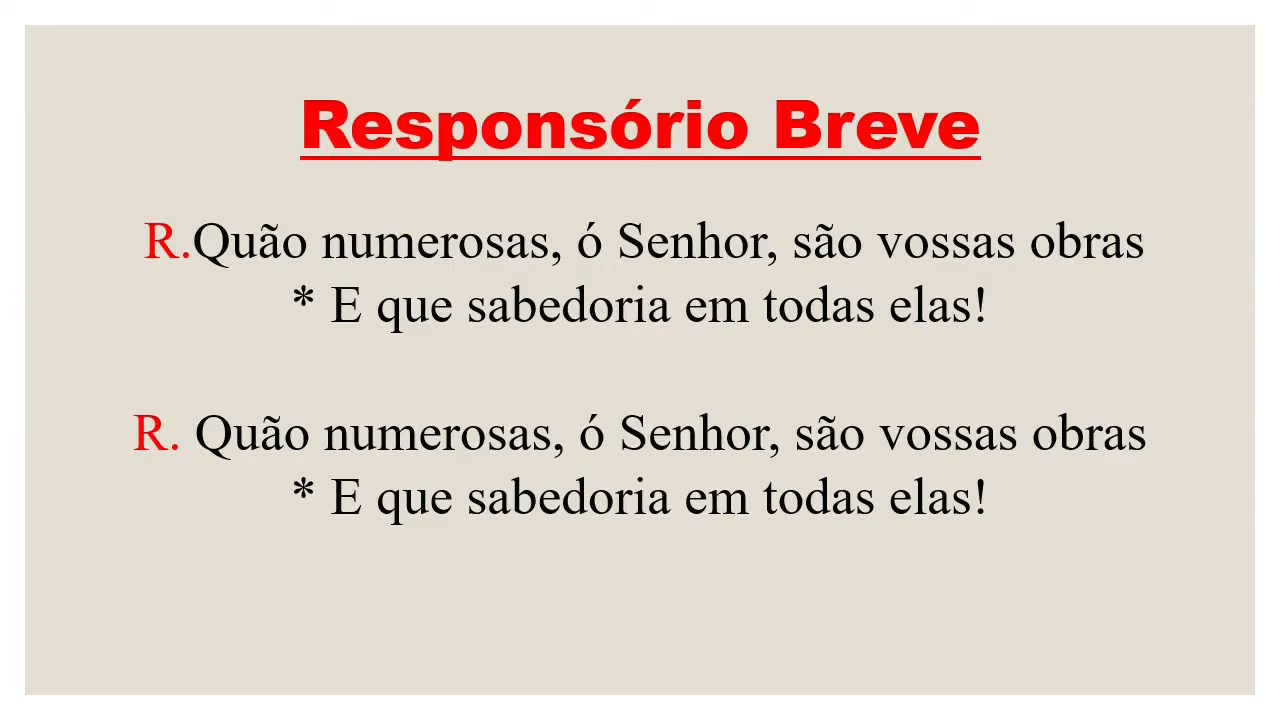 Responsório Breve
R.Quão numerosas, ó Senhor, são vossas obras
* E que sabedoria em todas elas!
R. Quão numerosas, ó Senhor, são vossas obras
* E que sabedoria em todas elas!